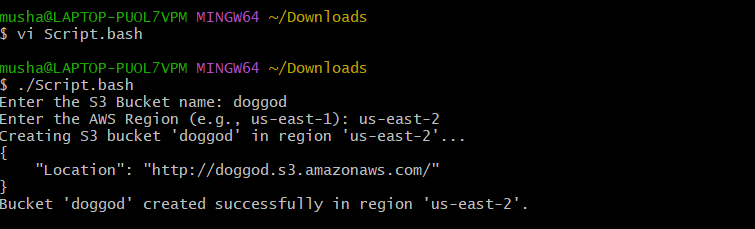 musha@LAPTOP-PUOL7VPM MINGW64 ~/Downloads
$ vi Script.bash
musha@LAPTOP-PUOL7VPM MINGW64 ~/Downloads
$ ./Script.bash
Enter the S3 Bucket name: doggod
Enter the AWS Region (e.g., us-east-1): us-east-2
Creating S3 bucket 'doggod' in region 'us-east-2'...
{
    "Location": "http://doggod.s3.amazonaws.com/"
}
Bucket 'doggod' created successfully in region 'us-east-2'.